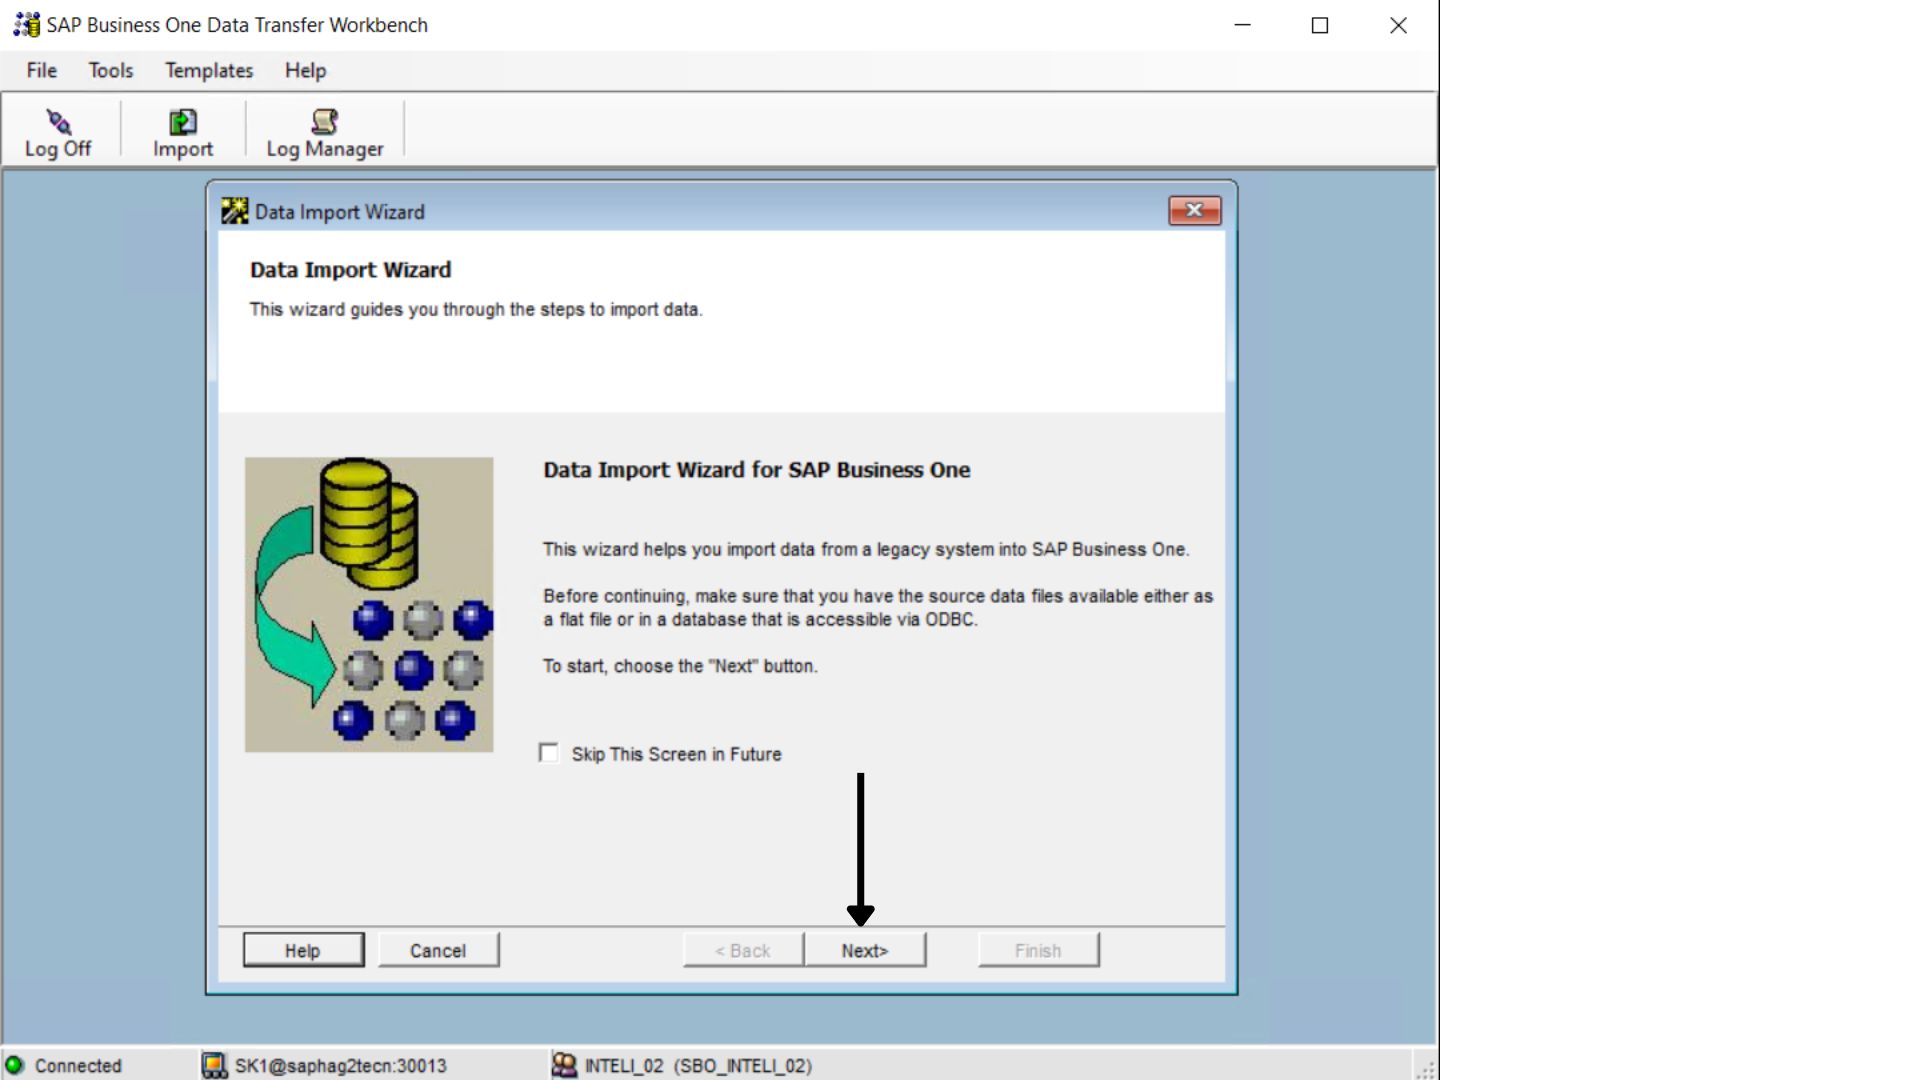 SAP Business One Data Transfer Workbench
File Tools Templates Help
Log Off Import Log Manager
Data Import Wizard
Data Import Wizard
This wizard guides you through the steps to import data.
Data Import Wizard for SAP Business One
This wizard helps you import data from a legacy system into SAP Business One.
Before continuing, make sure that you have the source data files available either as
a flat file or in a database that is accessible via ODBC.
To start, choose the "Next" button.
Skip This Screen in Future
Help Cancel < Back Next> Finish
Connected SK1@saphag2tecn:30013 INTELI_02 (SBO_INTELI_02)